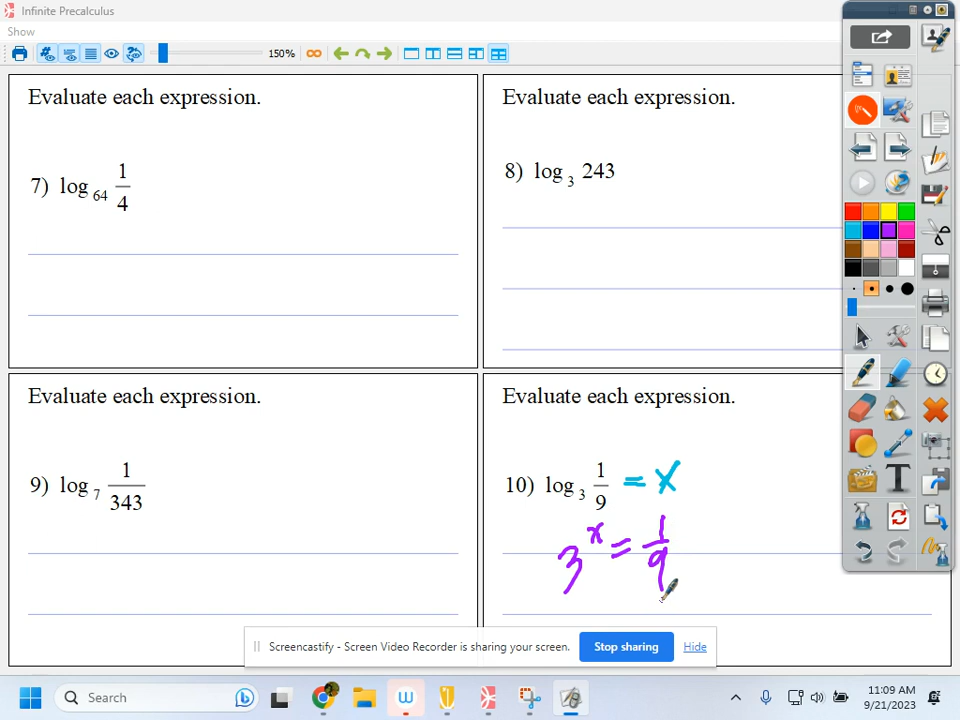 Infinite Precalculus
Show
150%
Evaluate each expression.
7) log 64 1/4
Evaluate each expression.
8) log 3 243
Evaluate each expression.
9) log 7 1/343
Evaluate each expression.
10) log 3 1/9 = x
3^x = 1/9
T
Screencastify - Screen Video Recorder is sharing your screen. Stop sharing Hide
Search
11:09 AM
9/21/2023